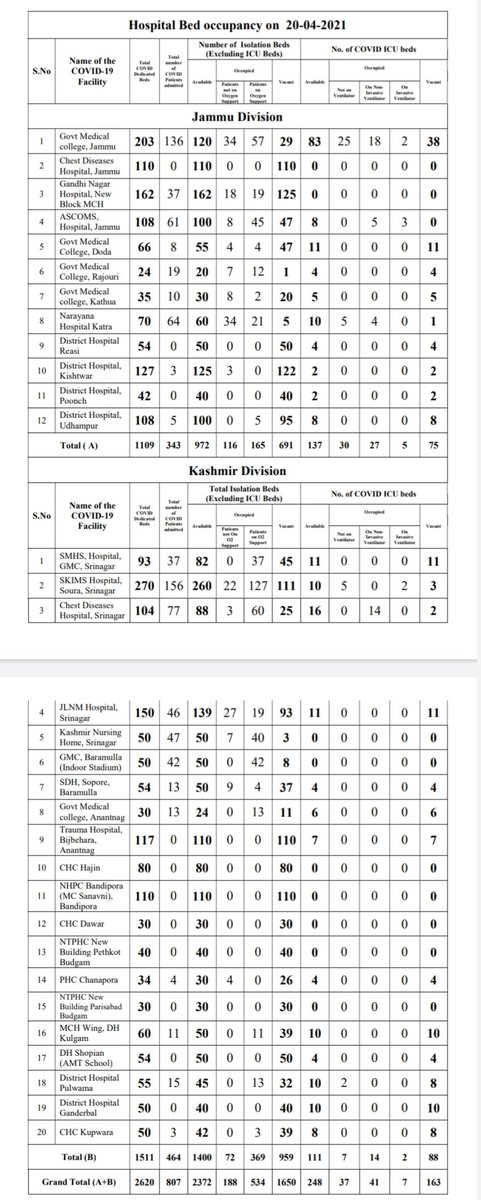 Hospital Bed occupancy on 20-04-2021
S.No Name of the COVID-19 Facility Total COVID Dedicated Beds Total number of COVID Patients admitted Number of Isolation Beds (Excluding ICU Beds) No. of COVID ICU beds
Available Occupied Vacant Available Occupied Vacant
Patients not on Oxygen Support Patients on Oxygen Support Not on Ventilator On Non-Invasive Ventilator On Invasive Ventilator
Jammu Division
1 Govt Medical college, Jammu 203 136 120 34 57 29 83 25 18 2 38
2 Chest Diseases Hospital, Jammu 110 0 110 0 0 110 0 0 0 0 0
3 Gandhi Nagar Hospital, New Block MCH 162 37 162 18 19 125 0 0 0 0 0
4 ASCOMS, Hospital, Jammu 108 61 100 8 45 47 8 0 5 3 0
5 Govt Medical College, Doda 66 8 55 4 4 47 11 0 0 0 11
6 Govt Medical College, Rajouri 24 19 20 7 12 1 4 0 0 0 4
7 Govt Medical college, Kathua 35 10 30 8 2 20 5 0 0 0 5
8 Narayana Hospital Katra 70 64 60 34 21 5 10 5 4 0 1
9 District Hospital Reasi 54 0 50 0 0 50 4 0 0 0 4
10 District Hospital, Kishtwar 127 3 125 3 0 122 2 0 0 0 2
11 District Hospital, Poonch 42 0 40 0 0 40 2 0 0 0 2
12 District Hospital, Udhampur 108 5 100 0 5 95 8 0 0 0 8
Total ( A) 1109 343 972 116 165 691 137 30 27 5 75
Kashmir Division
S.No Name of the COVID-19 Facility Total COVID Dedicated Beds Total number of COVID Patients admitted Total Isolation Beds (Excluding ICU Beds) No. of COVID ICU beds
Available Occupied Vacant Available Occupied Vacant
Patients not On O2 Support Patients on O2 Support Not on Ventilator On Non-Invasive Ventilator On Invasive Ventilator
1 SMHS, Hospital, GMC, Srinagar 93 37 82 0 37 45 11 0 0 0 11
2 SKIMS Hospital, Soura, Srinagar 270 156 260 22 127 111 10 5 0 2 3
3 Chest Diseases Hospital, Srinagar 104 77 88 3 60 25 16 0 14 0 2
4 JLNM Hospital, Srinagar 150 46 139 27 19 93 11 0 0 0 11
5 Kashmir Nursing Home, Srinagar 50 47 50 7 40 3 0 0 0 0 0
6 GMC, Baramulla (Indoor Stadium) 50 42 50 0 42 8 0 0 0 0 0
7 SDH, Sopore, Baramulla 54 13 50 9 4 37 4 0 0 0 4
8 Govt Medical college, Anantnag 30 13 24 0 13 11 6 0 0 0 6
9 Trauma Hospital, Bijbehara, Anantnag 117 0 110 0 0 110 7 0 0 0 7
10 CHC Hajin 80 0 80 0 0 80 0 0 0 0 0
11 NHPC Bandipora (MC Sanavni), Bandipora 110 0 110 0 0 110 0 0 0 0 0
12 CHC Dawar 30 0 30 0 0 30 0 0 0 0 0
13 NTPHC New Building Pethkot Budgam 40 0 40 0 0 40 0 0 0 0 0
14 PHC Chanapora 34 4 30 4 0 26 4 0 0 0 4
15 NTPHC New Building Parisabad Budgam 30 0 30 0 0 30 0 0 0 0 0
16 MCH Wing, DH Kulgam 60 11 50 0 11 39 10 0 0 0 10
17 DH Shopian (AMT School) 54 0 50 0 0 50 4 0 0 0 4
18 District Hospital Pulwama 55 15 45 0 13 32 10 2 0 0 8
19 District Hospital Ganderbal 50 0 40 0 0 40 10 0 0 0 10
20 CHC Kupwara 50 3 42 0 3 39 8 0 0 0 8
Total (B) 1511 464 1400 72 369 959 111 7 14 2 88
Grand Total (A+B) 2620 807 2372 188 534 1650 248 37 41 7 163